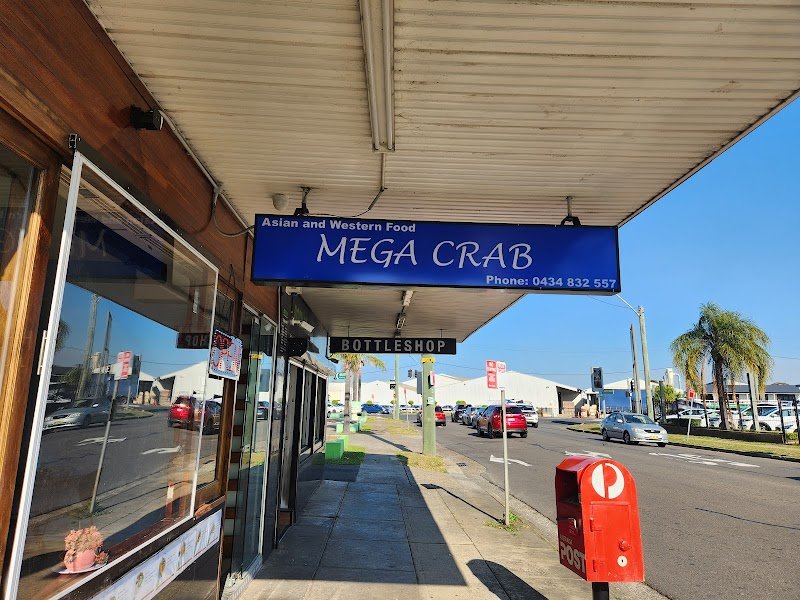 Asian and Western Food
MEGA CRAB
Phone: 0434 832 557
BOTTLESHOP
POST